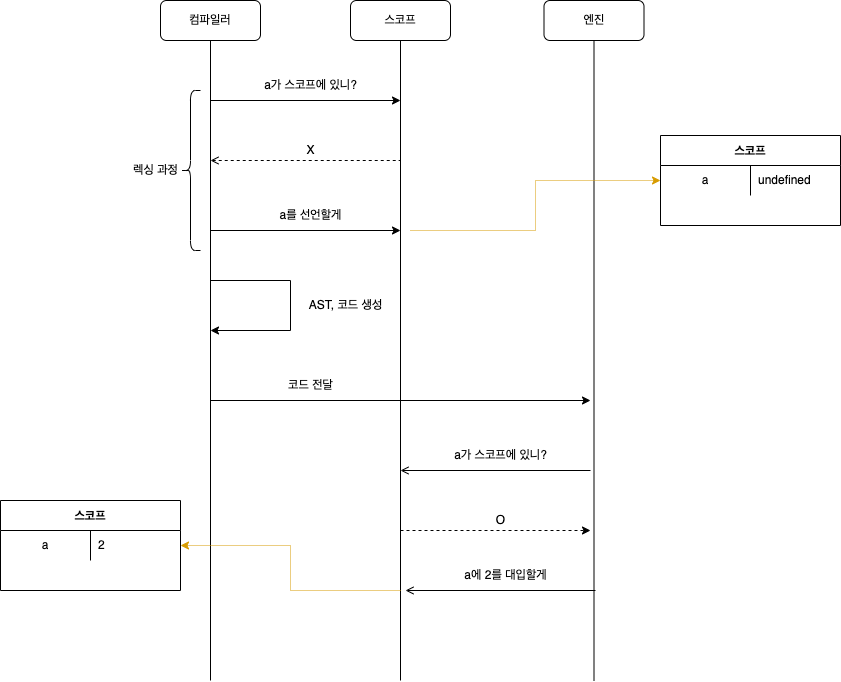 컴파일러
스코프
엔진
a가 스코프에 있니?
X
렉싱 과정
스코프
a
undefined
a를 선언할게
AST, 코드 생성
코드 전달
a가 스코프에 있니?
스코프
a
2
O
a에 2를 대입할게